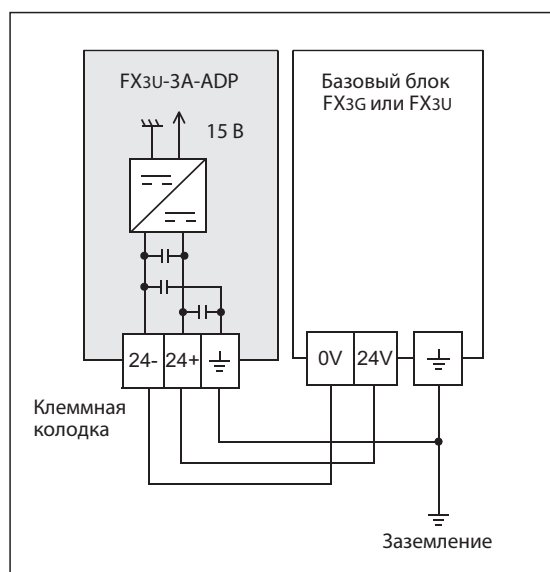 FX3U-3A-ADP
15 В
24-
24+
Клеммная
колодка
Базовый блок
FX3G или FX3U
0V
24V
Заземление